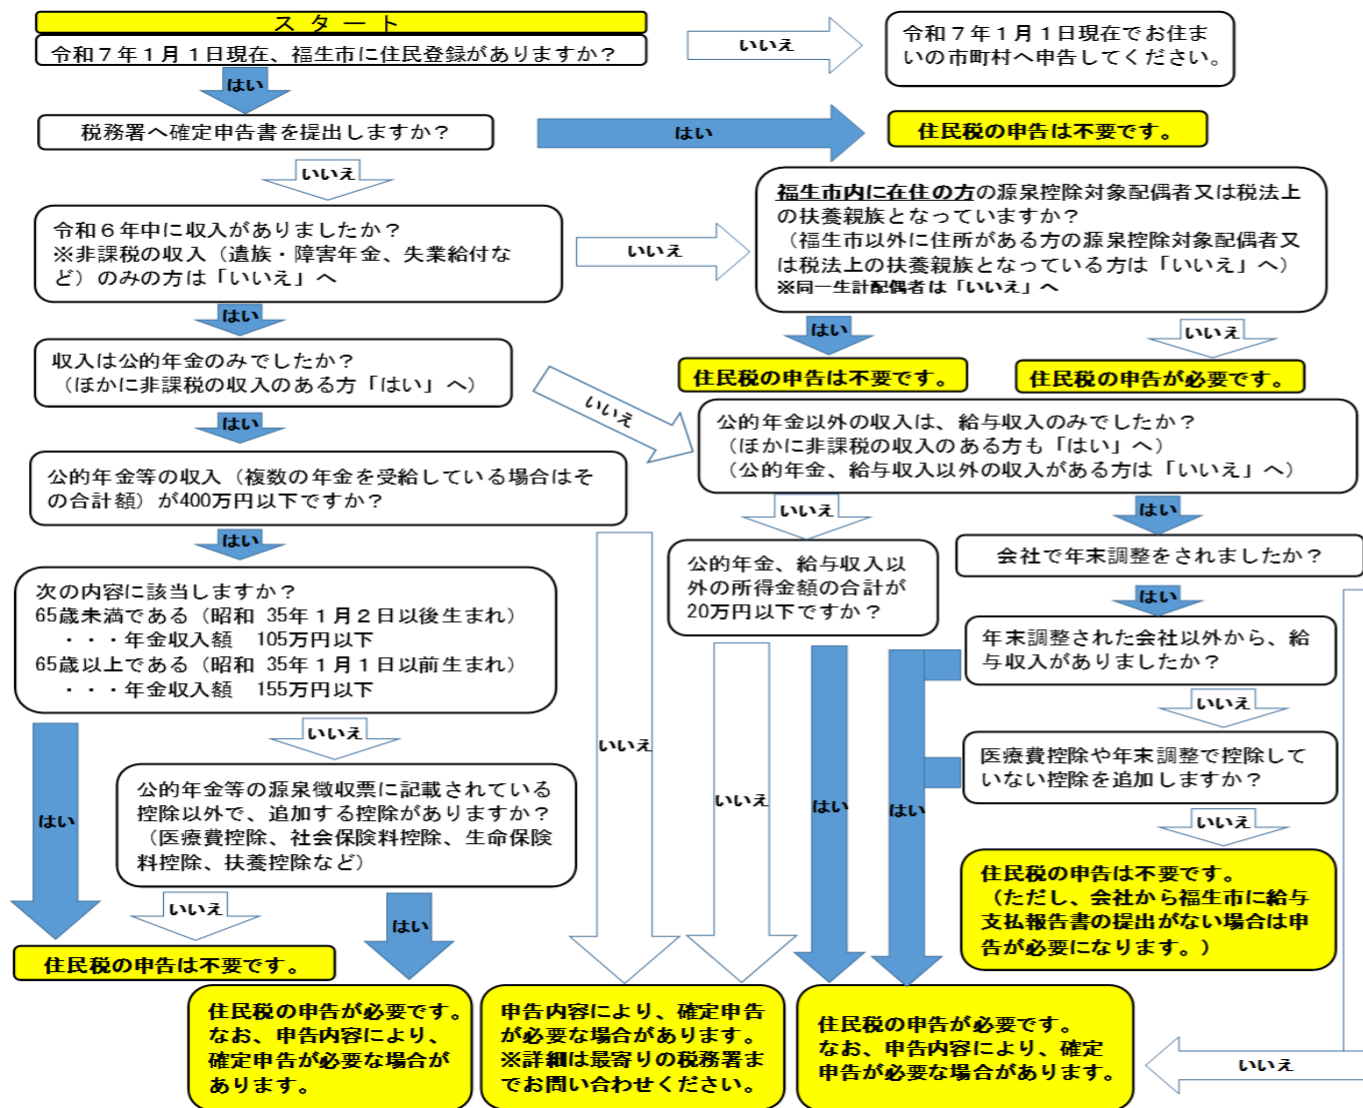 スタート
令和７年１月１日現在、福生市に住民登録がありますか？
いいえ
令和７年１月１日現在でお住ま
いの市町村へ申告してください。
はい
税務署へ確定申告書を提出しますか？
はい
住民税の申告は不要です。
いいえ
令和６年中に収入がありましたか？
※非課税の収入（遺族・障害年金、失業給付な
ど）のみの方は「いいえ」へ
いいえ
福生市内に在住の方の源泉控除対象配偶者又は税法上
の扶養親族となっていますか？
（福生市以外に住所がある方の源泉控除対象配偶者又
は税法上の扶養親族となっている方は「いいえ」へ）
※同一生計配偶者は「いいえ」へ
はい
はい
いいえ
収入は公的年金のみでしたか？
（ほかに非課税の収入のある方「はい」へ）
住民税の申告は不要です。
住民税の申告が必要です。
はい
いいえ
公的年金以外の収入は、給与収入のみでしたか？
（ほかに非課税の収入のある方も「はい」へ）
（公的年金、給与収入以外の収入がある方は「いいえ」へ）
公的年金等の収入（複数の年金を受給している場合はそ
の合計額）が400万円以下ですか？
いいえ
はい
はい
公的年金、給与収入以
外の所得金額の合計が
20万円以下ですか？
会社で年末調整をされましたか？
次の内容に該当しますか？
65歳未満である（昭和 35年１月２日以後生まれ）
・・・年金収入額　105万円以下
65歳以上である（昭和 35年１月１日以前生まれ）
・・・年金収入額　155万円以下
はい
年末調整された会社以外から、給
与収入がありましたか？
いいえ
いいえ
いいえ
医療費控除や年末調整で控除して
いない控除を追加しますか？
公的年金等の源泉徴収票に記載されている
控除以外で、追加する控除がありますか？
（医療費控除、社会保険料控除、生命保険
料控除、扶養控除など）
はい
いいえ
はい
はい
いいえ
住民税の申告は不要です。
（ただし、会社から福生市に給与
支払報告書の提出がない場合は申
告が必要になります。）
いいえ
はい
住民税の申告は不要です。
住民税の申告が必要です。
なお、申告内容により、
確定申告が必要な場合が
あります。
申告内容により、確定申告
が必要な場合があります。
※詳細は最寄りの税務署ま
でお問い合わせください。
住民税の申告が必要です。
なお、申告内容により、確定
申告が必要な場合があります。
いいえ